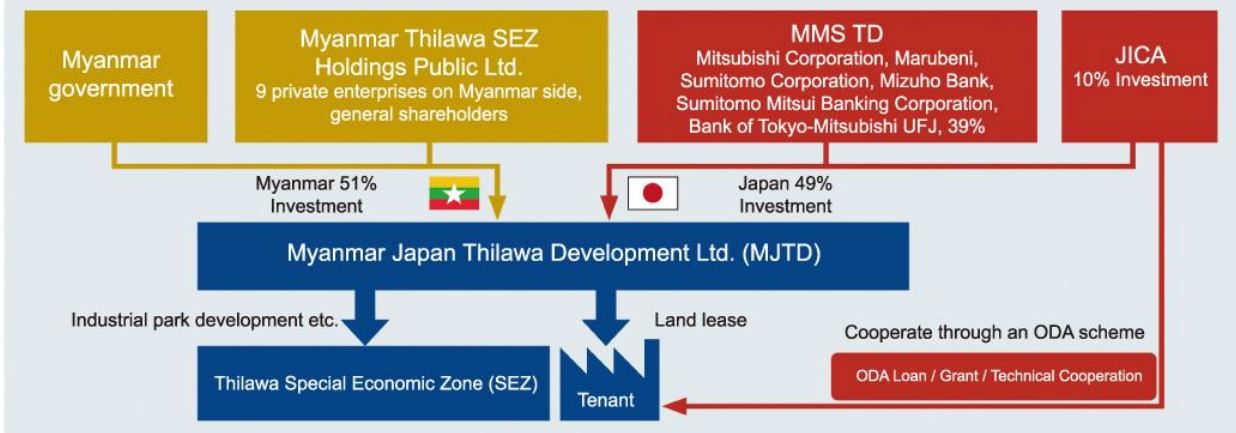 Myanmar
government
Myanmar Thilawa SEZ
Holdings Public Ltd.
9 private enterprises on Myanmar side,
general shareholders
MMS TD
Mitsubishi Corporation, Marubeni,
Sumitomo Corporation, Mizuho Bank,
Sumitomo Mitsui Banking Corporation,
Bank of Tokyo-Mitsubishi UFJ, 39%
JICA
10% Investment
Myanmar 51%
Investment
Japan 49%
Investment
Myanmar Japan Thilawa Development Ltd. (MJTD)
Industrial park development etc.
Land lease
Cooperate through an ODA scheme
Thilawa Special Economic Zone (SEZ)
Tenant
ODA Loan / Grant / Technical Cooperation